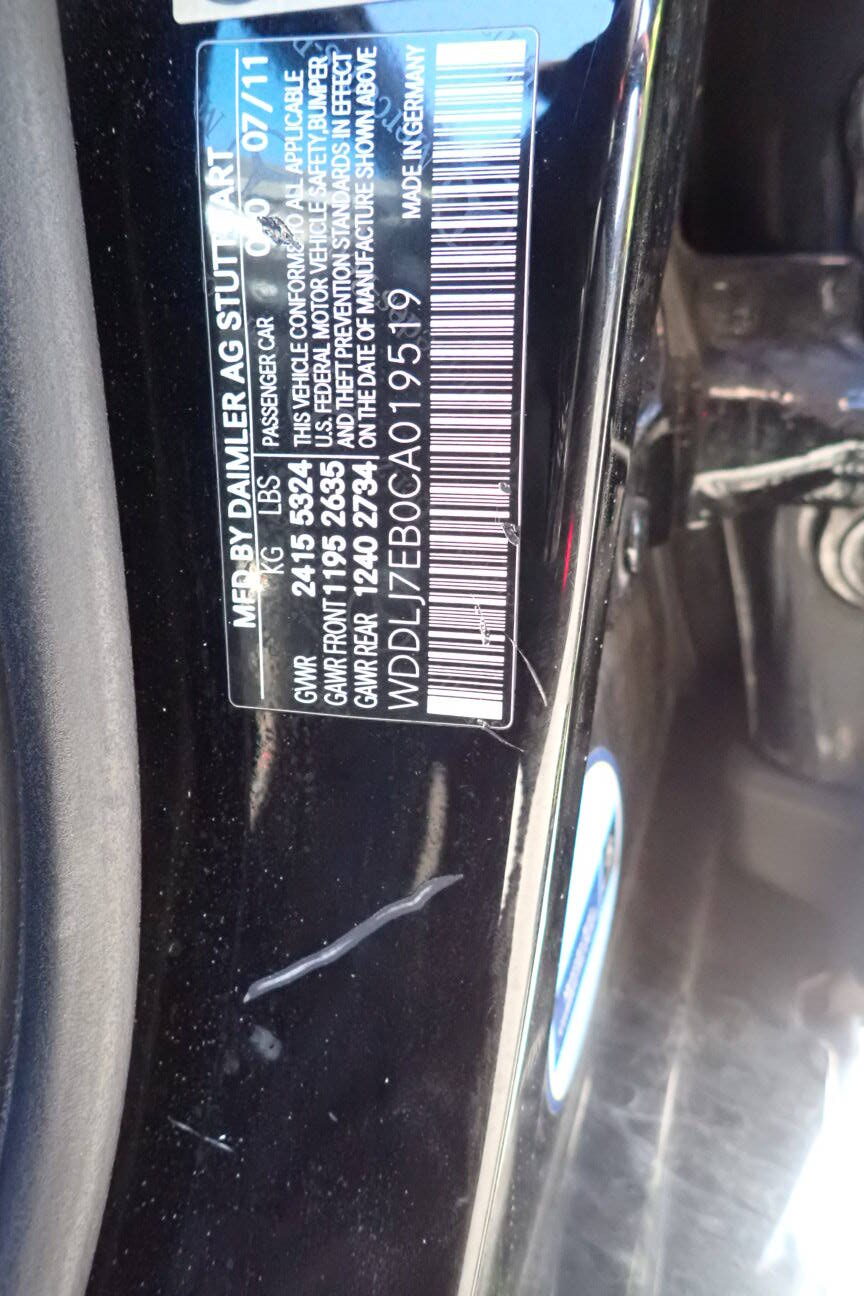 MFD BY DAIMLER AG STUTTGART
KG LBS PASSENGER CAR 07/11
GVWR 2415 5324 THIS VEHICLE CONFORMS TO ALL APPLICABLE
GAWR FRONT 1195 2635 U.S. FEDERAL MOTOR VEHICLE SAFETY, BUMPER,
GAWR REAR 1240 2734 AND THEFT PREVENTION STANDARDS IN EFFECT
ON THE DATE OF MANUFACTURE SHOWN ABOVE
WDDLJ7EB0CA019519 MADE IN GERMANY